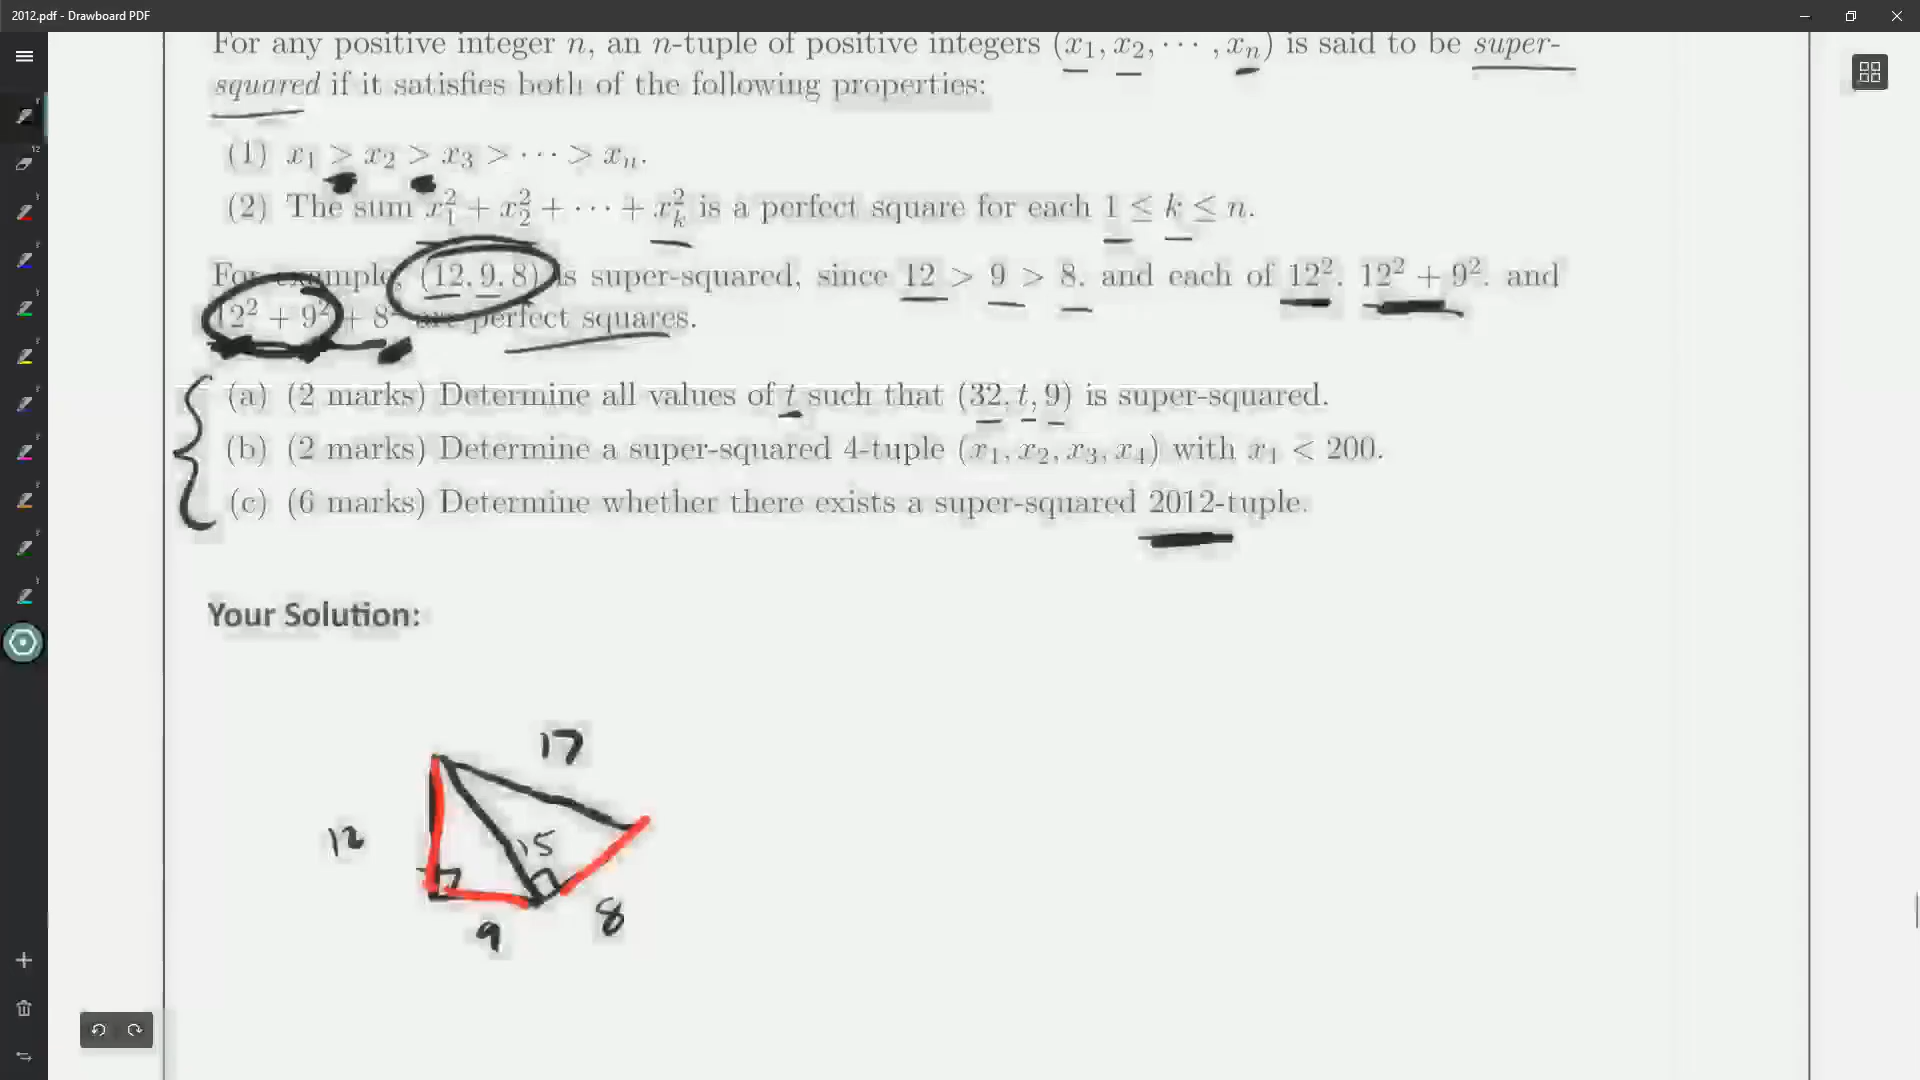 2012.pdf - Drawboard PDF
For any positive integer n, an n-tuple of positive integers (x₁, x₂, ⋯ , xₙ) is said to be super-
squared if it satisfies both of the following properties:
(1) x₁ > x₂ > x₃ > ⋯ > xₙ.
(2) The sum x₁² + x₂² + ⋯ + xₖ² is a perfect square for each 1 ≤ k ≤ n.
For example, (12, 9, 8) is super-squared, since 12 > 9 > 8, and each of 12², 12² + 9², and
12² + 9² + 8² are perfect squares.
(a) (2 marks) Determine all values of t such that (32, t, 9) is super-squared.
(b) (2 marks) Determine a super-squared 4-tuple (x₁, x₂, x₃, x₄) with x₁ < 200.
(c) (6 marks) Determine whether there exists a super-squared 2012-tuple.
Your Solution:
17
12
15
9
8